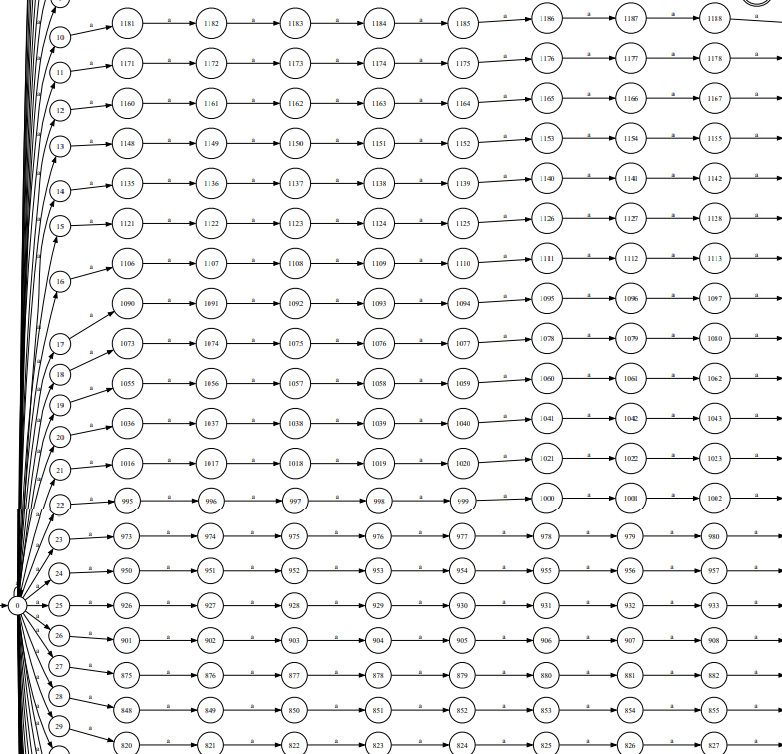 10 a 1181 a 1182 a 1183 a 1184 a 1185 a 1186 a 1187 a 1188 a
11 a 1171 a 1172 a 1173 a 1174 a 1175 a 1176 a 1177 a 1178 a
12 a 1160 a 1161 a 1162 a 1163 a 1164 a 1165 a 1166 a 1167 a
13 a 1148 a 1149 a 1150 a 1151 a 1152 a 1153 a 1154 a 1155 a
14 a 1135 a 1136 a 1137 a 1138 a 1139 a 1140 a 1141 a 1142 a
15 a 1121 a 1122 a 1123 a 1124 a 1125 a 1126 a 1127 a 1128 a
16 a 1106 a 1107 a 1108 a 1109 a 1110 a 1111 a 1112 a 1113 a
17 a 1090 a 1091 a 1092 a 1093 a 1094 a 1095 a 1096 a 1097 a
18 a 1073 a 1074 a 1075 a 1076 a 1077 a 1078 a 1079 a 1080 a
19 a 1055 a 1056 a 1057 a 1058 a 1059 a 1060 a 1061 a 1062 a
20 a 1036 a 1037 a 1038 a 1039 a 1040 a 1041 a 1042 a 1043 a
21 a 1016 a 1017 a 1018 a 1019 a 1020 a 1021 a 1022 a 1023 a
22 a 995 a 996 a 997 a 998 a 999 a 1000 a 1001 a 1002 a
23 a 973 a 974 a 975 a 976 a 977 a 978 a 979 a 980 a
24 a 950 a 951 a 952 a 953 a 954 a 955 a 956 a 957 a
0 a 25 a 926 a 927 a 928 a 929 a 930 a 931 a 932 a 933 a
26 a 901 a 902 a 903 a 904 a 905 a 906 a 907 a 908 a
27 a 875 a 876 a 877 a 878 a 879 a 880 a 881 a 882 a
28 a 848 a 849 a 850 a 851 a 852 a 853 a 854 a 855 a
29 a 820 a 821 a 822 a 823 a 824 a 825 a 826 a 827 a